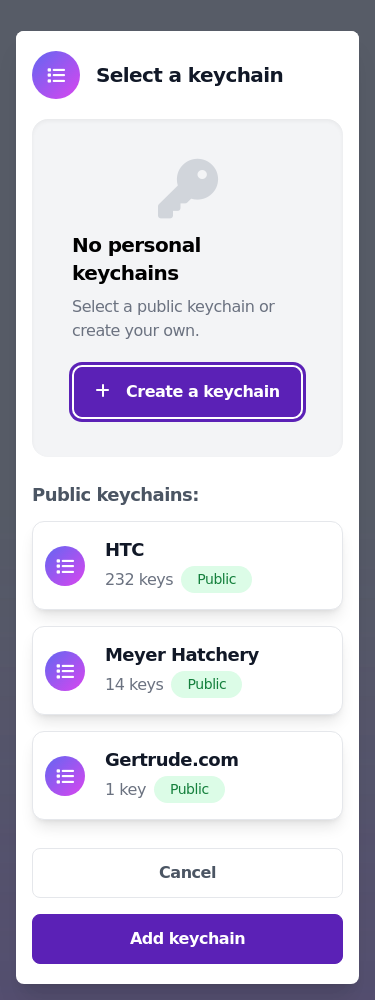 Select a keychain
No personal
keychains
Select a public keychain or
create your own.
+ Create a keychain
Public keychains:
HTC
232 keys Public
Meyer Hatchery
14 keys Public
Gertrude.com
1 key Public
Cancel
Add keychain